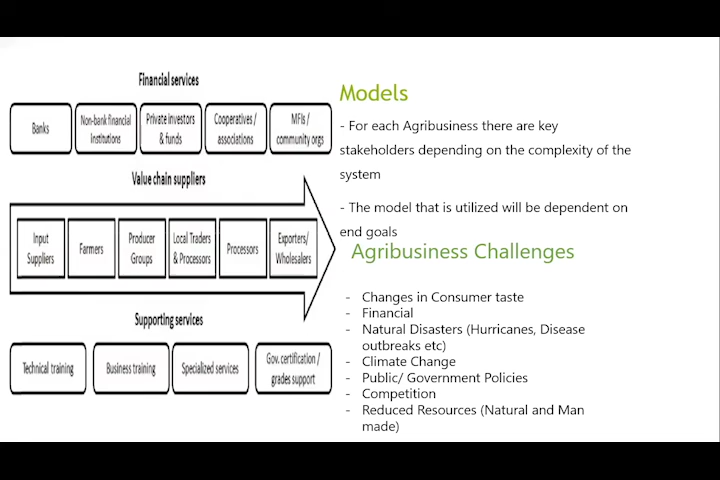 Financial services
Banks
Non-bank financial
Institutions
Private investors
& funds
Cooperatives /
associations
MFIs /
community orgs
Value chain suppliers
Input
Suppliers
Farmers
Producer
Groups
Local Traders
& Processors
Processors
Exporters/
Wholesalers
Supporting services
Technical training
Business training
Specialized services
Gov. certification /
grades support
Models
- For each Agribusiness there are key
stakeholders depending on the complexity of the
system
- The model that is utilized will be dependent on
end goals
Agribusiness Challenges
- Changes in Consumer taste
- Financial
- Natural Disasters (Hurricanes, Disease
outbreaks etc)
- Climate Change
- Public/ Government Policies
- Competition
- Reduced Resources (Natural and Man
made)